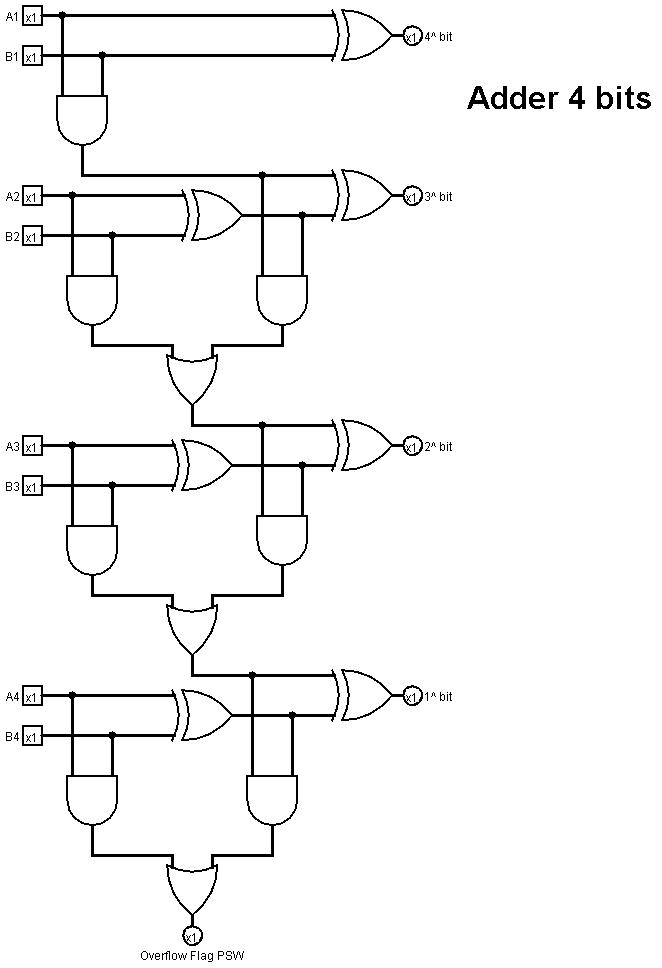 A1 x1
x1 4^ bit
B1 x1
Adder 4 bits
A2 x1
x1 3^ bit
B2 x1
A3 x1
x1 2^ bit
B3 x1
A4 x1
x1 1^ bit
B4 x1
x1
Overflow Flag PSW